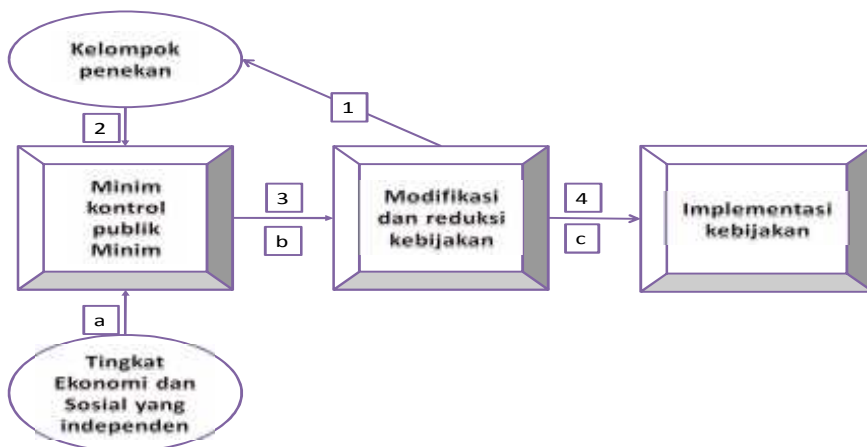 Kelompok
penekan
1
2
Minim
kontrol
publik
Minim
3
b
Modifikasi
dan reduksi
kebijakan
4
c
Implementasi
kebijakan
a
Tingkat
Ekonomi dan
Sosial yang
independen